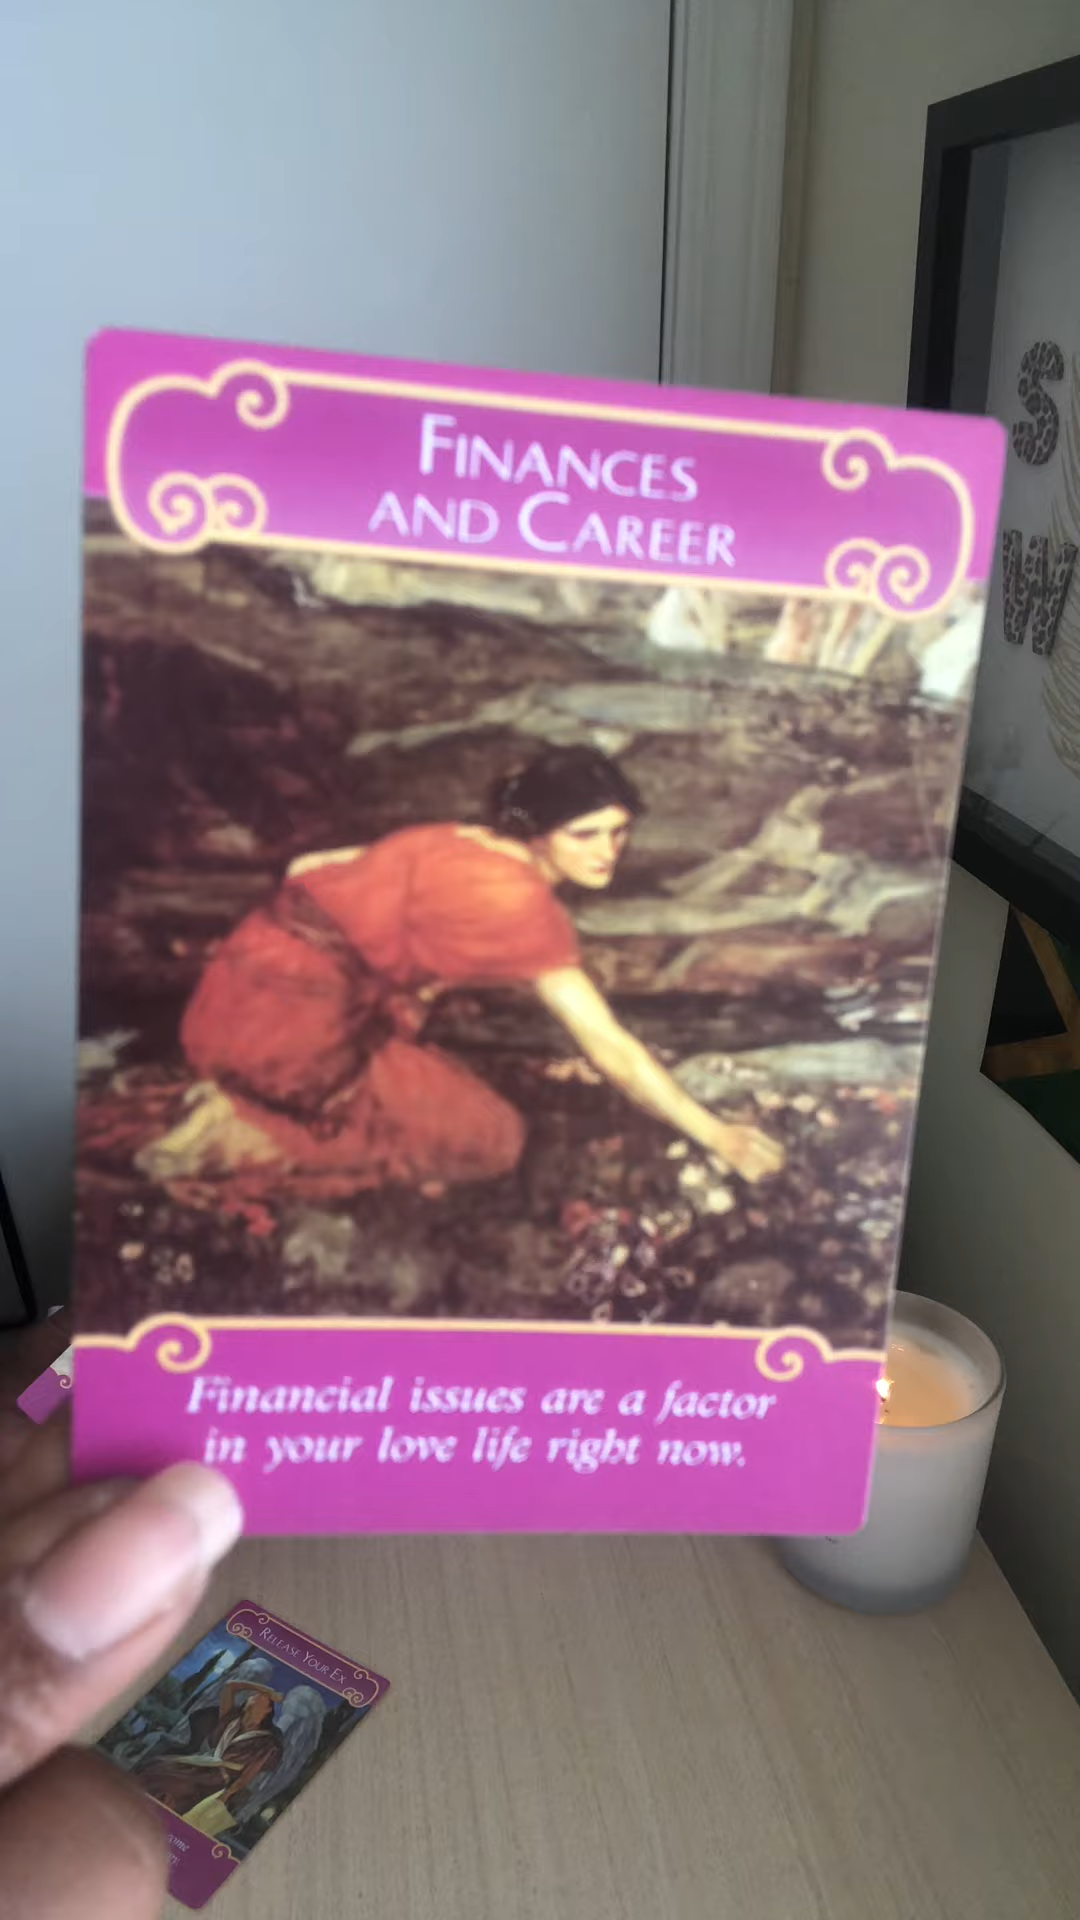 FINANCES
AND CAREER
Financial issues are a factor
in your love life right now.
S
W
RELEASE YOUR EX